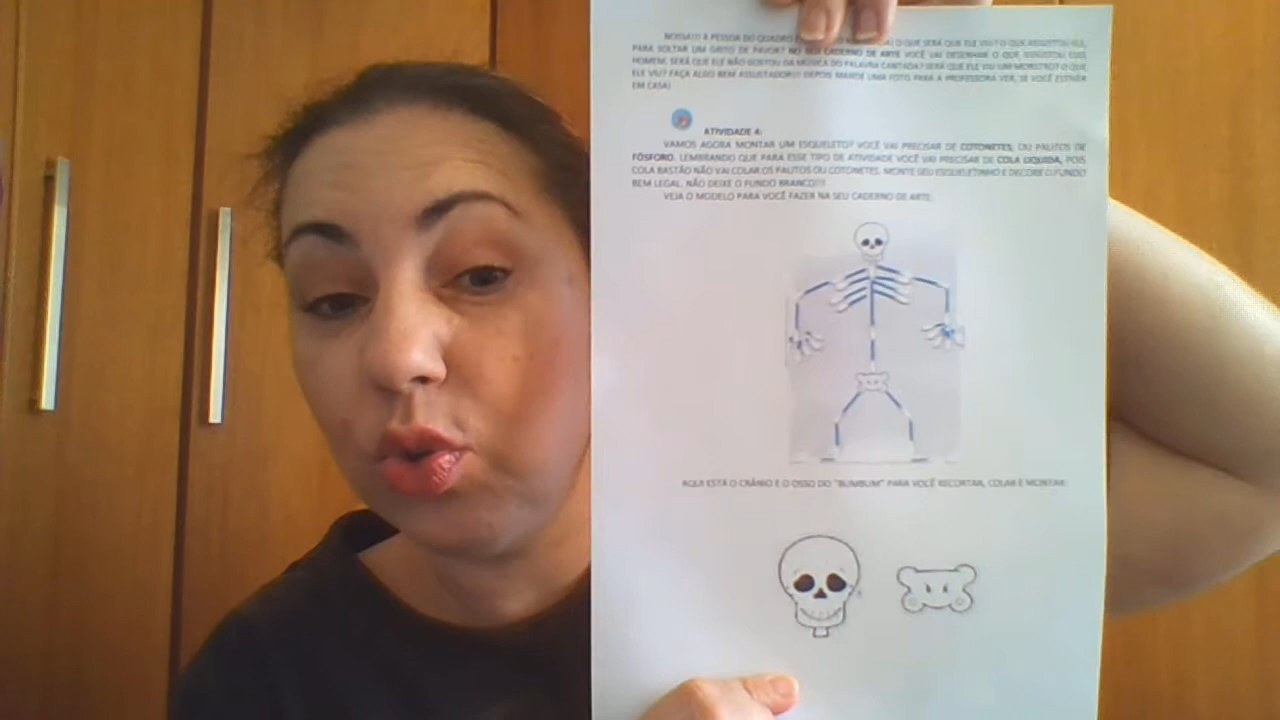 NOSSA!!! A PESSOA DO QUADRO O QUE SERÁ QUE ELE VIU? O QUE ASSUSTOU ELE,
PARA SOLTAR UM GRITO DE PAVOR? NO SEU CADERNO DE ARTE VOCÊ VAI DESENHAR O QUE ASSUSTOU ESSE
HOMEM. SERÁ QUE ELE NÃO GOSTOU DA MÚSICA DO PALAVRA CANTADA? SERÁ QUE ELE VIU UM MONSTRO? O QUE
ELE VIU? FAÇA ALGO BEM ASSUSTADOR!!! DEPOIS MANDE UMA FOTO PARA A PROFESSORA VER, SE VOCÊ ESTIVER
EM CASA!
ATIVIDADE 4:
VAMOS AGORA MONTAR UM ESQUELETO? VOCÊ VAI PRECISAR DE COTONETES, OU PALITOS DE
FÓSFORO. LEMBRANDO QUE PARA ESSE TIPO DE ATIVIDADE VOCÊ VAI PRECISAR DE COLA LIQUIDA, POIS
COLA BASTÃO NÃO VAI COLAR OS PALITOS OU COTONETES. MONTE SEU ESQUELETINHO E DECORE O FUNDO
BEM LEGAL. NÃO DEIXE O FUNDO BRANCO!!!!
VEJA O MODELO PARA VOCÊ FAZER NA SEU CADERNO DE ARTE:
AQUI ESTÁ O CRÂNIO E O OSSO DO "BUMBUM" PARA VOCÊ RECORTAR, COLAR E MONTAR: